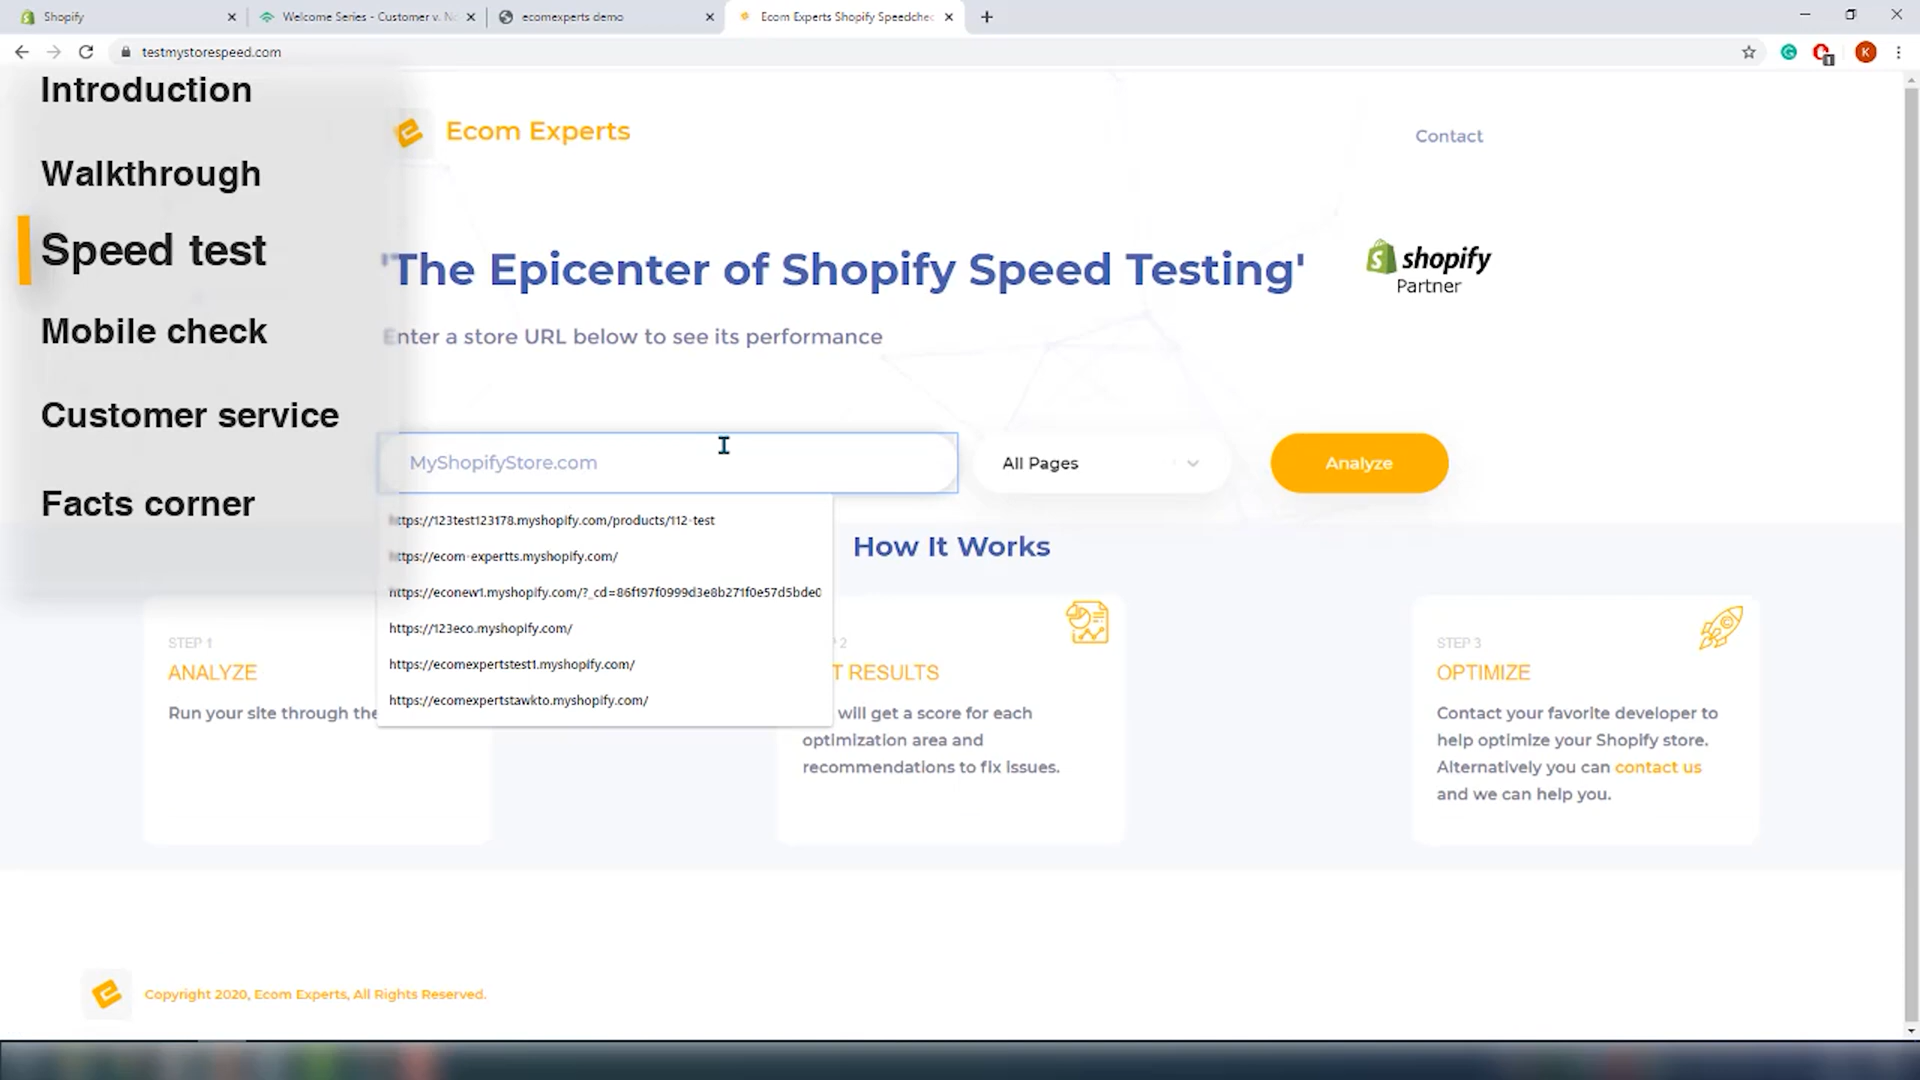 Shopify
Welcome Series - Customer v. N
ecomexperts demo
Ecom Experts Shopify Speedchec
testmystorespeed.com
K
1
Introduction
Walkthrough
Speed test
Mobile check
Customer service
Facts corner
Ecom Experts
Contact
'The Epicenter of Shopify Speed Testing'
shopify
Partner
Enter a store URL below to see its performance
MyShopifyStore.com
All Pages
Analyze
https://123test123178.myshopify.com/products/112-test
https://ecom-expertts.myshopify.com/
https://econew1.myshopify.com/?_cd=86f197f0999d3e8b271f0e57d5bde0
https://123eco.myshopify.com/
https://ecomexpertstest1.myshopify.com/
https://ecomexpertstawkto.myshopify.com/
How It Works
STEP 1
ANALYZE
Run your site through the
2
T RESULTS
will get a score for each
optimization area and
recommendations to fix issues.
STEP 3
OPTIMIZE
Contact your favorite developer to
help optimize your Shopify store.
Alternatively you can contact us
and we can help you.
Copyright 2020, Ecom Experts, All Rights Reserved.